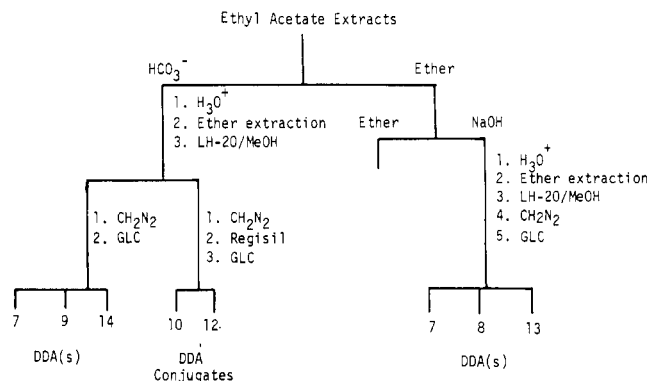 Ethyl Acetate Extracts
HCO3⁻
Ether
1. H3O⁺
2. Ether extraction
3. LH-20/MeOH
Ether
NaOH
1. H3O⁺
2. Ether extraction
3. LH-20/MeOH
4. CH2N2
5. GLC
1. CH2N2
2. GLC
1. CH2N2
2. Regisil
3. GLC
7 9 14
10 12
7 8 13
DDA(s)
DDA
Conjugates
DDA(s)